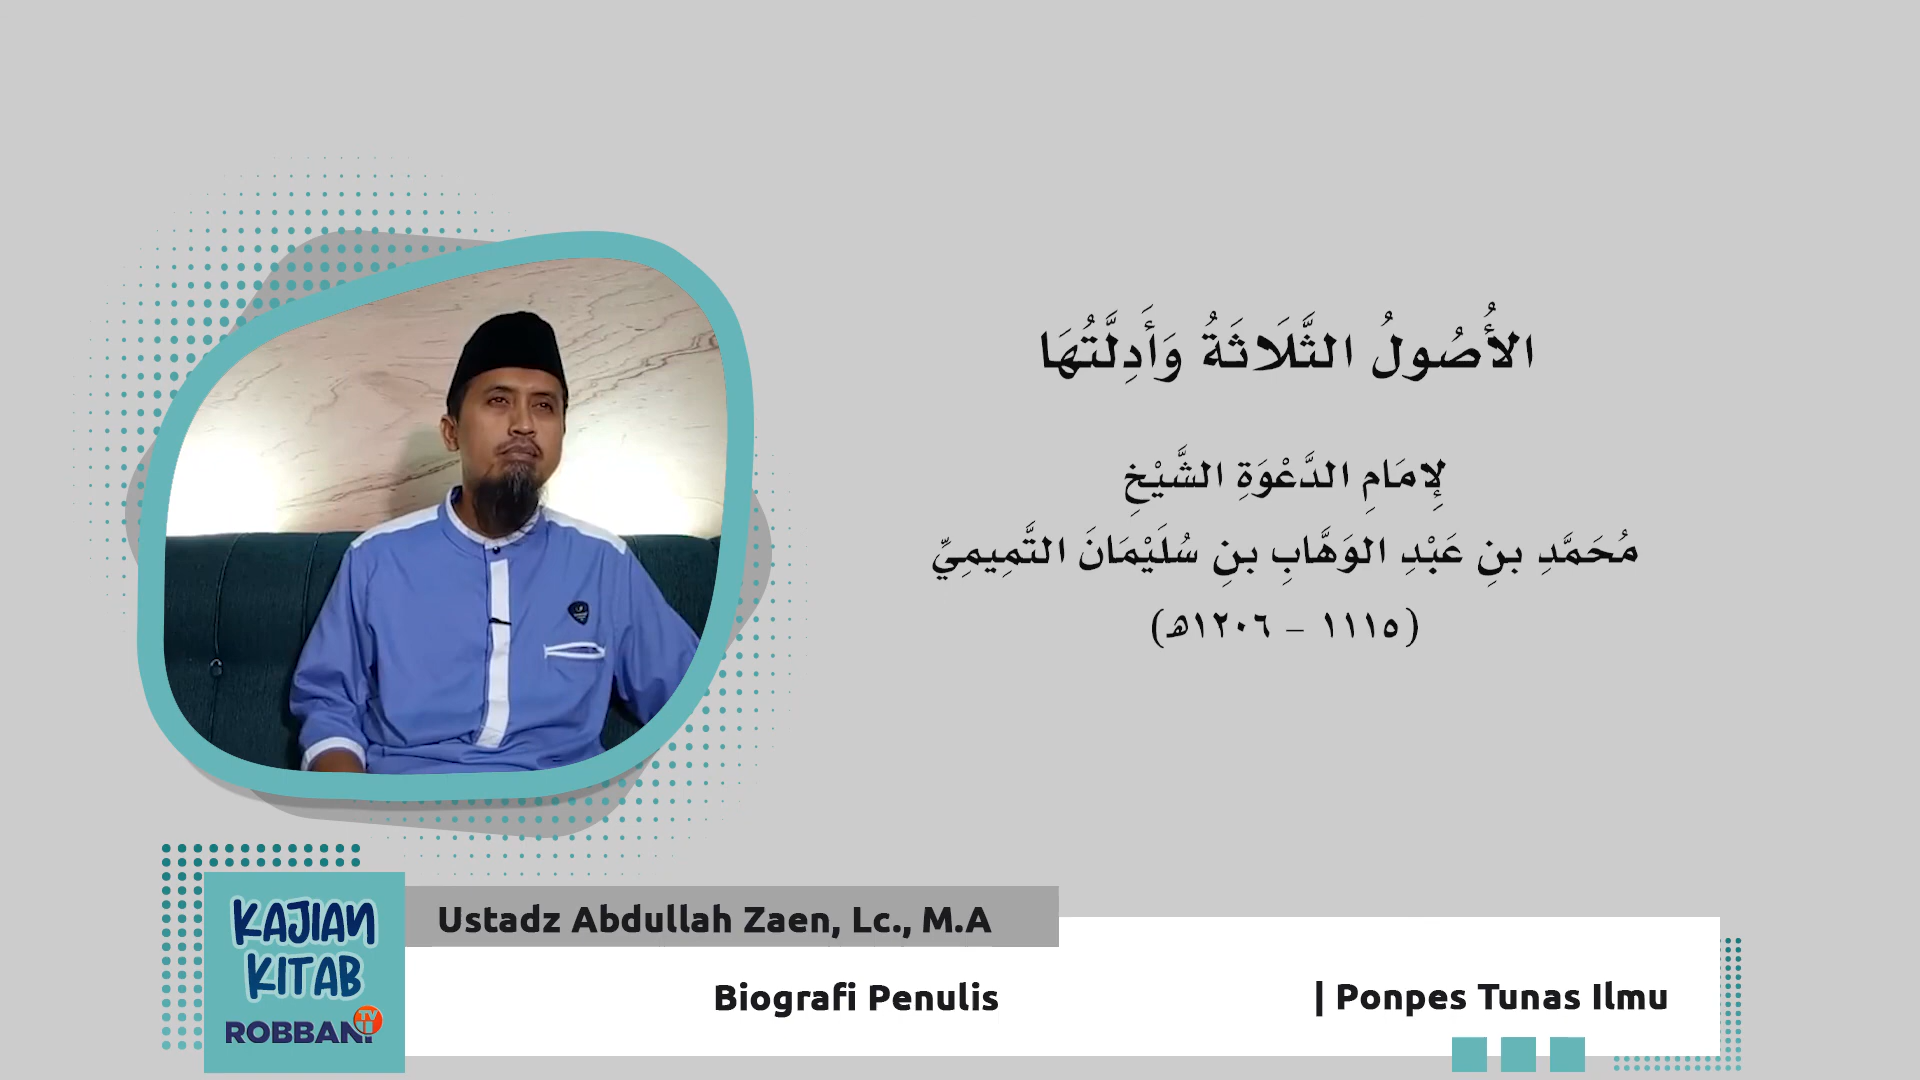 الأُصُولُ الثَّلَاثَةُ وَأَدِلَّتُهَا
لِإمَامِ الدَّعْوَةِ الشَّيْخِ
مُحَمَّدِ بنِ عَبْدِ الوَهَّابِ بنِ سُلَيْمَانَ التَّمِيمِيِّ
(١١١٥ – ١٢٠٦هـ)
Ustadz Abdullah Zaen, Lc., M.A
KAJIAN
KITAB
ROBBANI TV
Biografi Penulis
| Ponpes Tunas Ilmu